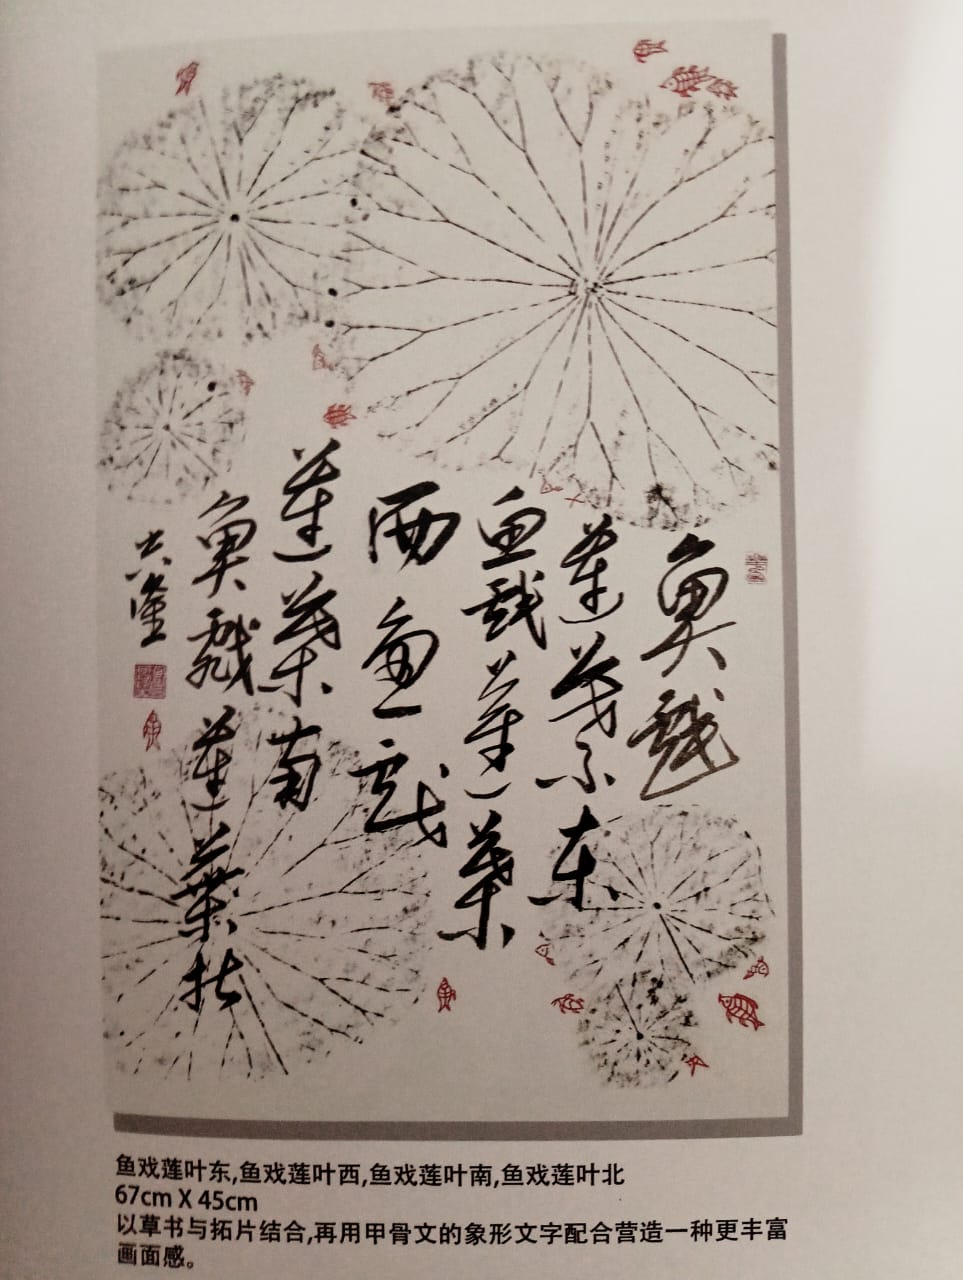 魚戲
蓮葉東
魚戲蓮葉
西魚戲
蓮葉南
魚戲蓮葉北
鱼戏莲叶东,鱼戏莲叶西,鱼戏莲叶南,鱼戏莲叶北
67cm X 45cm
以草书与拓片结合,再用甲骨文的象形文字配合营造一种更丰富
画面感。